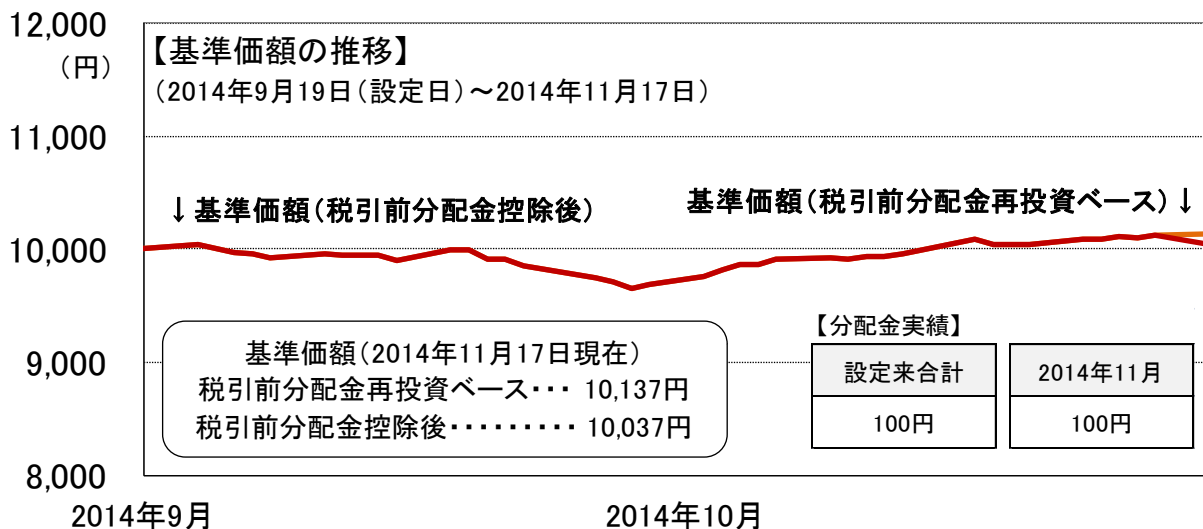 12,000
（円）
【基準価額の推移】
（2014年9月19日（設定日）～2014年11月17日）
11,000
↓基準価額（税引前分配金控除後）
基準価額（税引前分配金再投資ベース）↓
10,000
9,000
基準価額（2014年11月17日現在）
税引前分配金再投資ベース･･･ 10,137円
税引前分配金控除後･････････ 10,037円
【分配金実績】
設定来合計 2014年11月
100円 100円
8,000
2014年9月 2014年10月